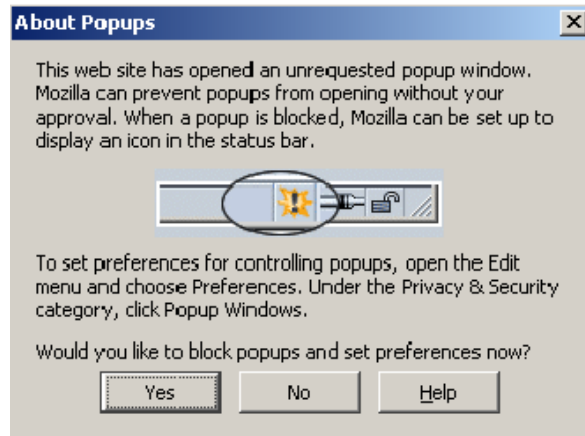 About Popups
This web site has opened an unrequested popup window.
Mozilla can prevent popups from opening without your
approval. When a popup is blocked, Mozilla can be set up to
display an icon in the status bar.
To set preferences for controlling popups, open the Edit
menu and choose Preferences. Under the Privacy & Security
category, click Popup Windows.
Would you like to block popups and set preferences now?
Yes No Help